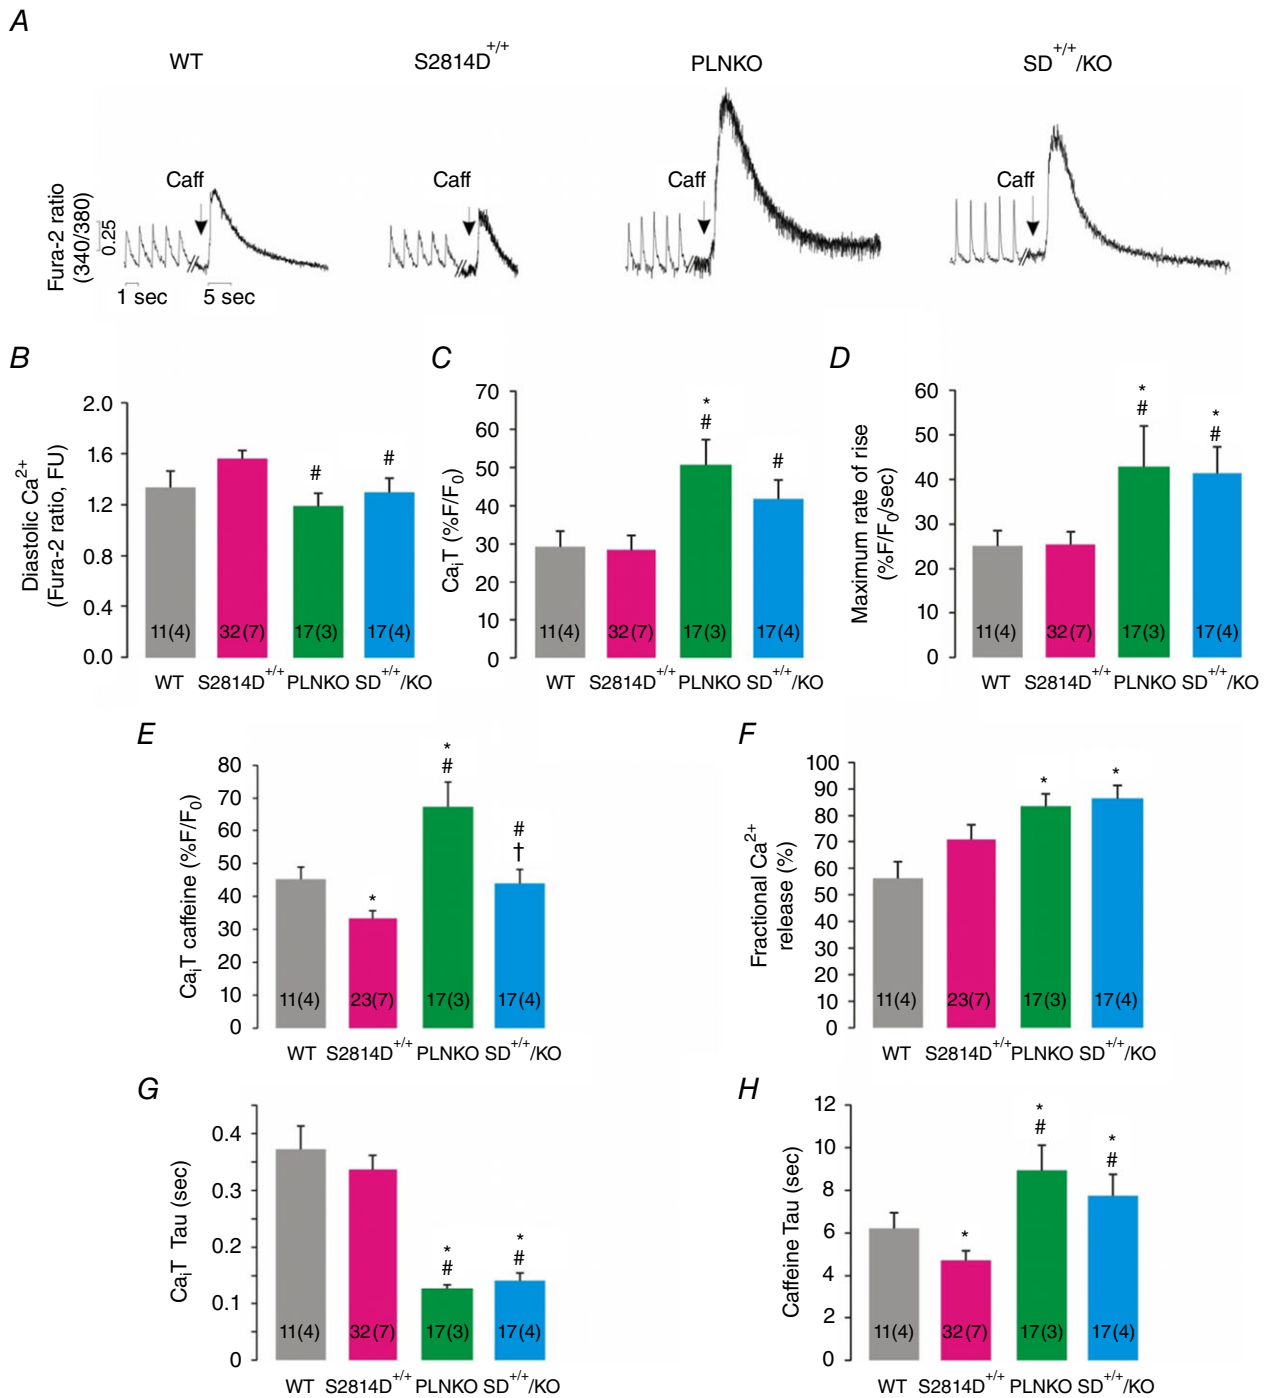 A
WT
S2814D+/+
PLNKO
SD+/+/KO
Caff
Caff
Caff
Caff
Fura-2 ratio
(340/380)
0.25
1 sec
5 sec
B
C
D
Diastolic Ca2+
(Fura-2 ratio, FU)
2.0
1.6
1.2
0.8
0.4
0.0
#
#
11(4)
32(7)
17(3)
17(4)
WT
S2814D+/+
PLNKO
SD+/+/KO
CaiT (%F/F0)
70
60
50
40
30
20
10
0
*
#
#
11(4)
32(7)
17(3)
17(4)
WT
S2814D+/+
PLNKO
SD+/+/KO
Maximum rate of rise
(%F/F0/sec)
60
50
40
30
20
10
0
*
#
*
#
11(4)
32(7)
17(3)
17(4)
WT
S2814D+/+
PLNKO
SD+/+/KO
E
F
CaiT caffeine (%F/F0)
80
70
60
50
40
30
20
10
0
*
*
#
#
†
11(4)
23(7)
17(3)
17(4)
WT
S2814D+/+
PLNKO
SD+/+/KO
Fractional Ca2+
release (%)
100
90
80
70
60
50
40
30
20
10
0
*
*
11(4)
23(7)
17(3)
17(4)
WT
S2814D+/+
PLNKO
SD+/+/KO
G
H
CaiT Tau (sec)
0.4
0.3
0.2
0.1
0
*
#
*
#
11(4)
32(7)
17(3)
17(4)
WT
S2814D+/+
PLNKO
SD+/+/KO
Caffeine Tau (sec)
12
10
8
6
4
2
0
*
*
#
*
#
11(4)
32(7)
17(3)
17(4)
WT
S2814D+/+
PLNKO
SD+/+/KO